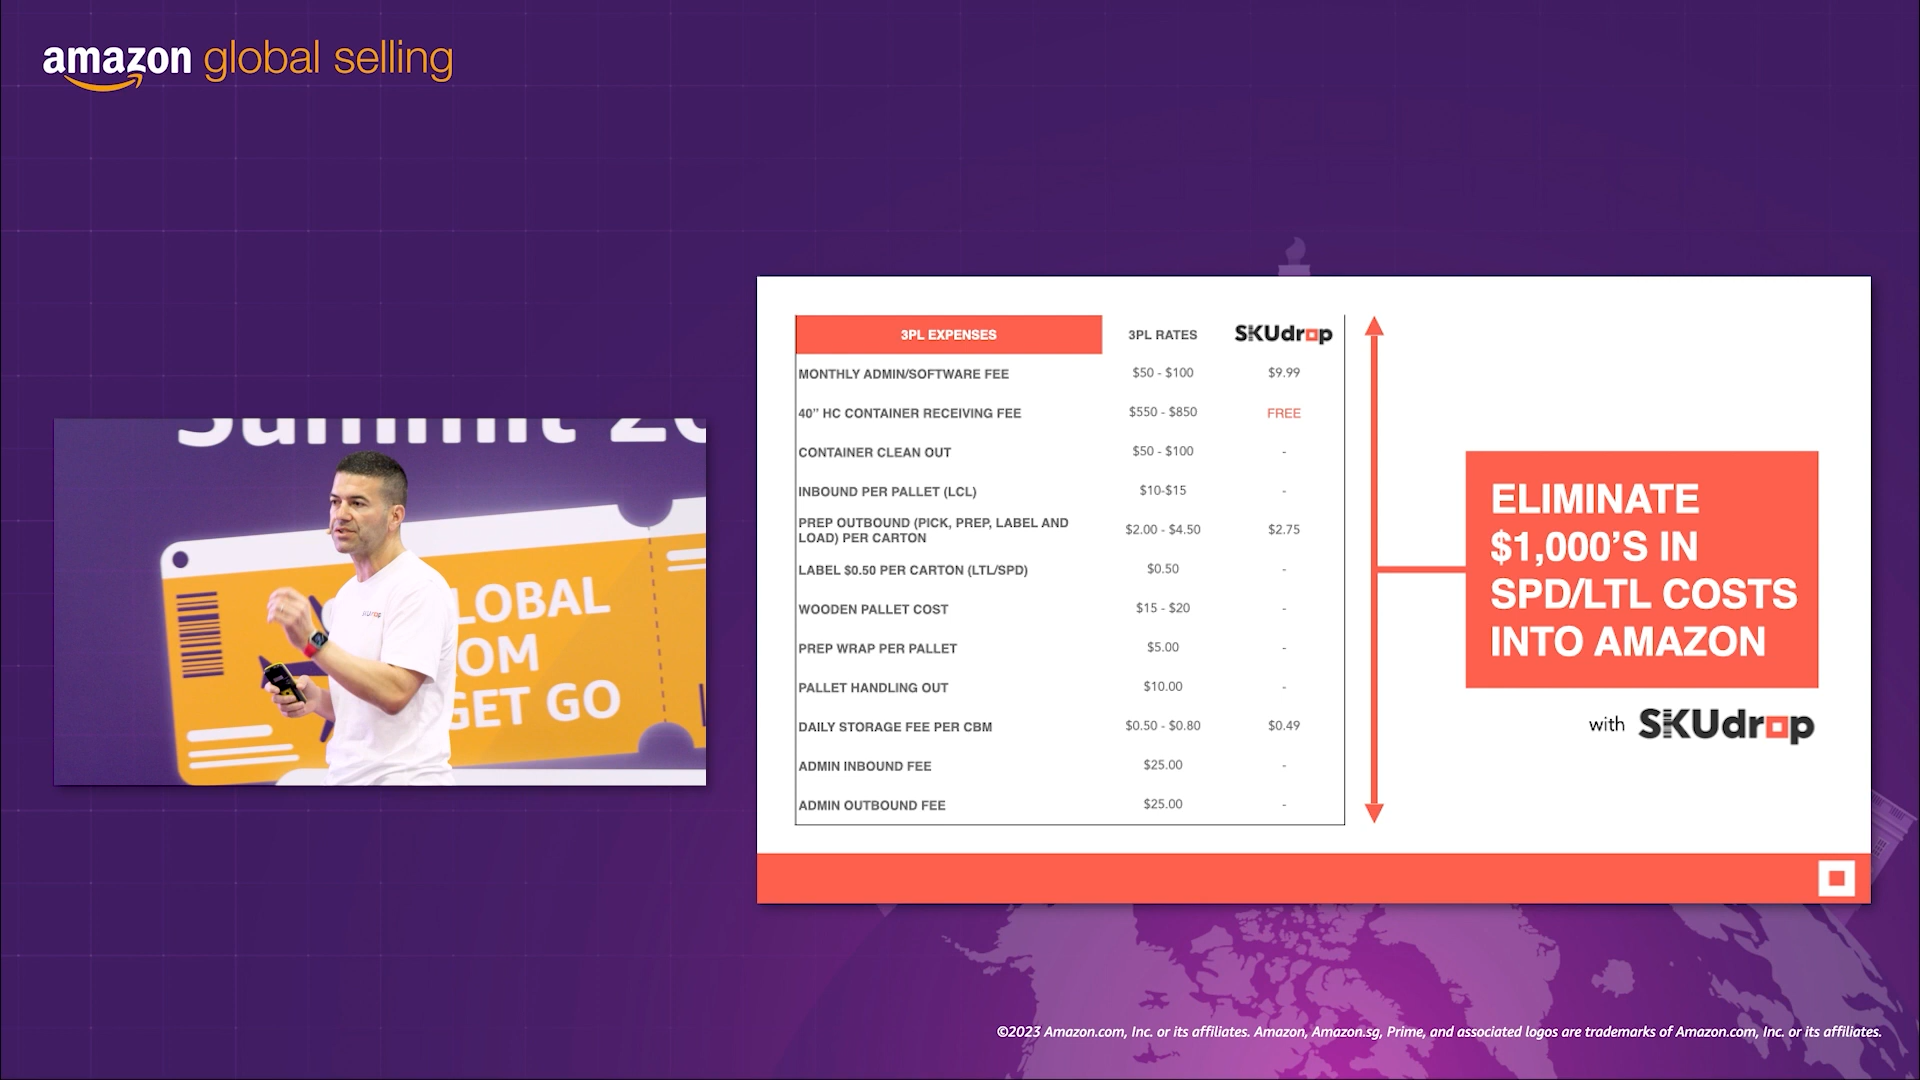 amazon global selling
Summit 20
GLOBAL
FROM
GET GO
SKUdrop
3PL EXPENSES 3PL RATES SKUdrop
MONTHLY ADMIN/SOFTWARE FEE $50 - $100 $9.99
40” HC CONTAINER RECEIVING FEE $550 - $850 FREE
CONTAINER CLEAN OUT $50 - $100 -
INBOUND PER PALLET (LCL) $10-$15 -
PREP OUTBOUND (PICK, PREP, LABEL AND
LOAD) PER CARTON $2.00 - $4.50 $2.75
LABEL $0.50 PER CARTON (LTL/SPD) $0.50 -
WOODEN PALLET COST $15 - $20 -
PREP WRAP PER PALLET $5.00 -
PALLET HANDLING OUT $10.00 -
DAILY STORAGE FEE PER CBM $0.50 - $0.80 $0.49
ADMIN INBOUND FEE $25.00 -
ADMIN OUTBOUND FEE $25.00 -
ELIMINATE
$1,000’S IN
SPD/LTL COSTS
INTO AMAZON
with SKUdrop
©2023 Amazon.com, Inc. or its affiliates. Amazon, Amazon.sg, Prime, and associated logos are trademarks of Amazon.com, Inc. or its affiliates.